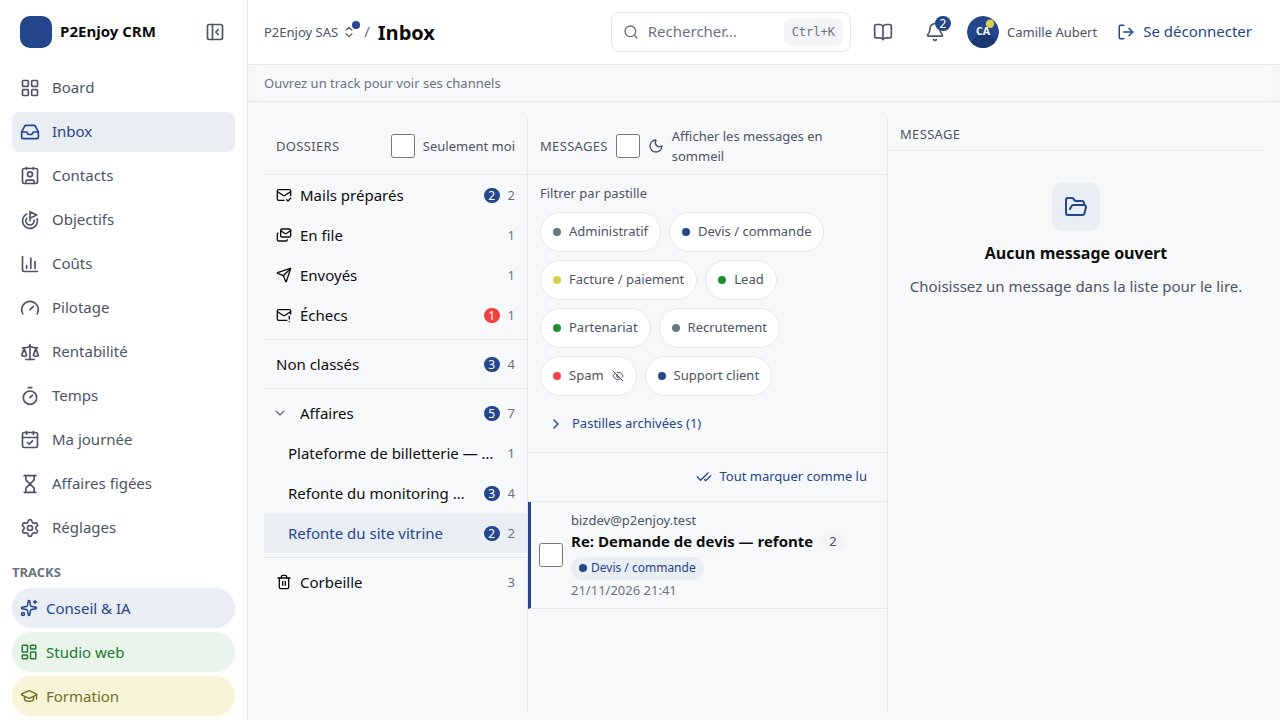 P2Enjoy CRM
Board
Inbox
Contacts
Objectifs
Coûts
Pilotage
Rentabilité
Temps
Ma journée
Affaires figées
Réglages
TRACKS
Conseil & IA
Studio web
Formation
P2Enjoy SAS / Inbox
Rechercher... Ctrl+K
2
CA Camille Aubert
Se déconnecter
Ouvrez un track pour voir ses channels
DOSSIERS Seulement moi
Mails préparés 2 2
En file 1
Envoyés 1
Échecs 1 1
Non classés 3 4
Affaires 5 7
Plateforme de billetterie — ... 1
Refonte du monitoring ... 3 4
Refonte du site vitrine 2 2
Corbeille 3
MESSAGES Afficher les messages en
sommeil
Filtrer par pastille
Administratif Devis / commande
Facture / paiement Lead
Partenariat Recrutement
Spam Support client
Pastilles archivées (1)
Tout marquer comme lu
bizdev@p2enjoy.test
Re: Demande de devis — refonte 2
Devis / commande
21/11/2026 21:41
MESSAGE
Aucun message ouvert
Choisissez un message dans la liste pour le lire.